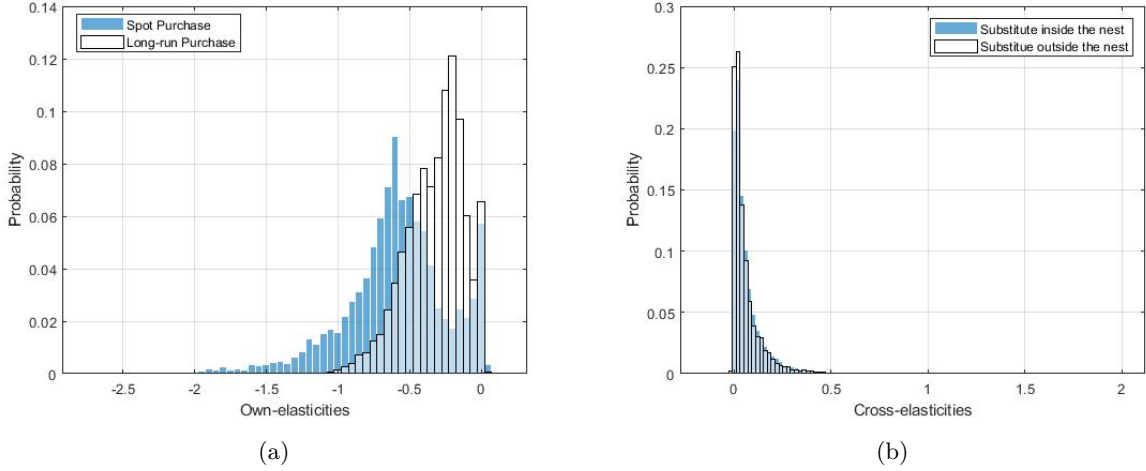 0.14
0.12
0.1
0.08
0.06
0.04
0.02
0
Probability
Spot Purchase
Long-run Purchase
-2.5
-2
-1.5
-1
-0.5
0
Own-elasticities
(a)
0.3
0.25
0.2
0.15
0.1
0.05
0
Probability
Substitute inside the nest
Substitue outside the nest
0
0.5
1
1.5
2
Cross-elasticities
(b)